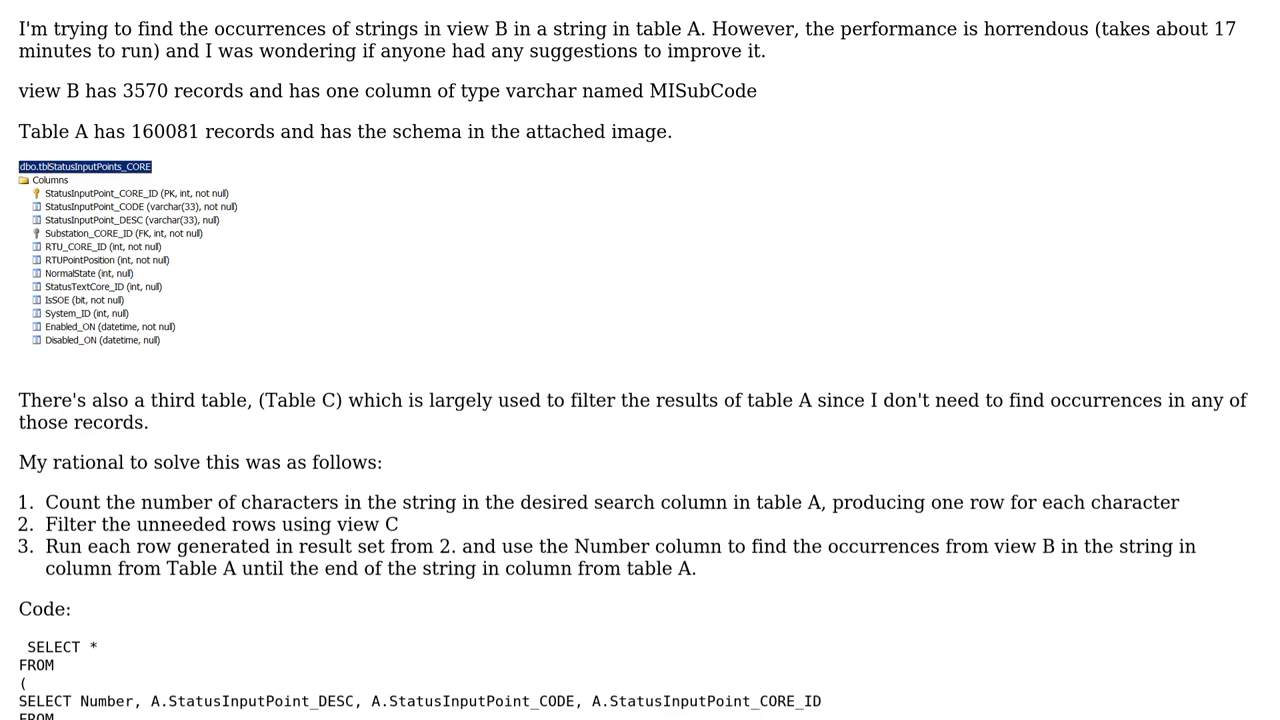 I'm trying to find the occurrences of strings in view B in a string in table A. However, the performance is horrendous (takes about 17
minutes to run) and I was wondering if anyone had any suggestions to improve it.
view B has 3570 records and has one column of type varchar named MISubCode
Table A has 160081 records and has the schema in the attached image.
dbo.tblStatusInputPoints_CORE
Columns
StatusInputPoint_CORE_ID (PK, int, not null)
StatusInputPoint_CODE (varchar(33), not null)
StatusInputPoint_DESC (varchar(33), null)
Substation_CORE_ID (FK, int, not null)
RTU_CORE_ID (int, not null)
RTUPointPosition (int, not null)
NormalState (int, null)
StatusTextCore_ID (int, null)
IsSOE (bit, not null)
System_ID (int, null)
Enabled_ON (datetime, not null)
Disabled_ON (datetime, null)
There's also a third table, (Table C) which is largely used to filter the results of table A since I don't need to find occurrences in any of
those records.
My rational to solve this was as follows:
1. Count the number of characters in the string in the desired search column in table A, producing one row for each character
2. Filter the unneeded rows using view C
3. Run each row generated in result set from 2. and use the Number column to find the occurrences from view B in the string in
column from Table A until the end of the string in column from table A.
Code:
SELECT *
FROM
(
SELECT Number, A.StatusInputPoint_DESC, A.StatusInputPoint_CODE, A.StatusInputPoint_CORE_ID
FROM